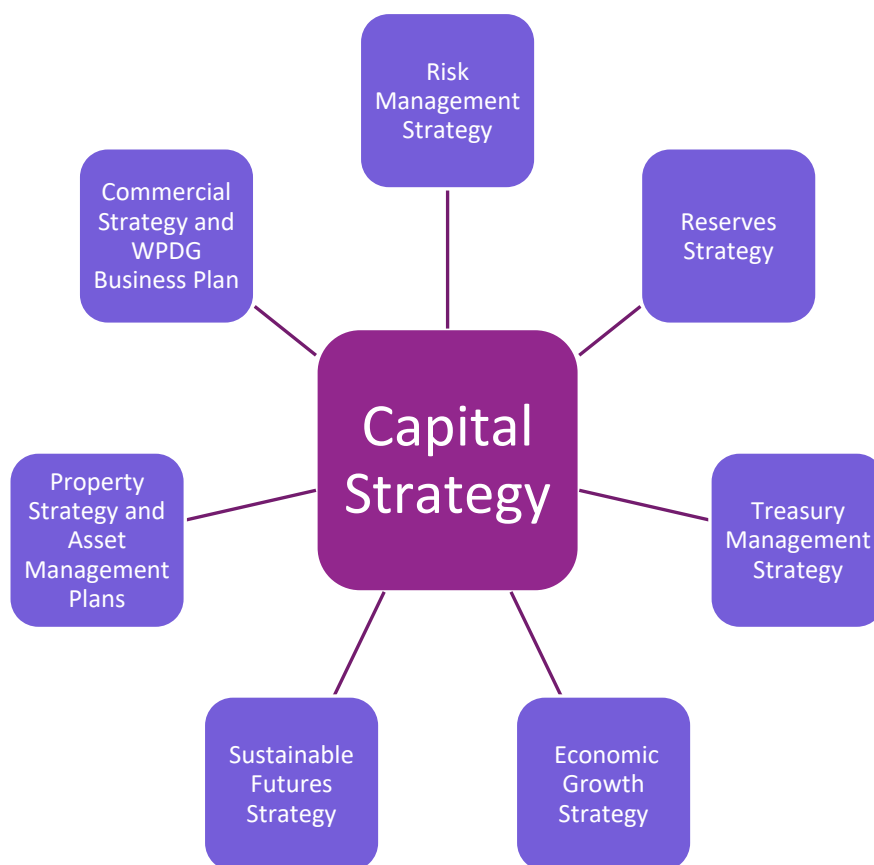 Risk
Management
Strategy
Commercial
Strategy and
WPDG
Business Plan
Reserves
Strategy
Capital
Strategy
Property
Strategy and
Asset
Management
Plans
Treasury
Management
Strategy
Sustainable
Futures
Strategy
Economic
Growth
Strategy